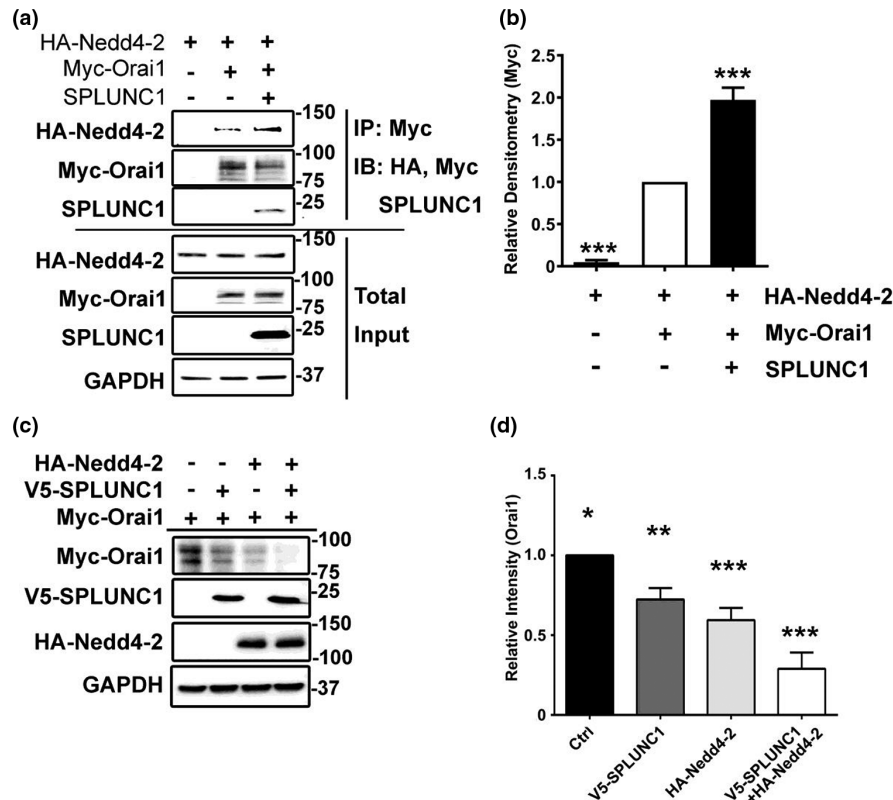 (a)
HA-Nedd4-2 + + +
Myc-Orai1 - + +
SPLUNC1 - - +
HA-Nedd4-2 -150 IP: Myc
Myc-Orai1 -100 -75 IB: HA, Myc
SPLUNC1 -25 SPLUNC1
HA-Nedd4-2 -150
Myc-Orai1 -100 -75 Total
SPLUNC1 -25 Input
GAPDH -37
(b)
Relative Densitometry (Myc)
2.5
2.0
1.5
1.0
0.5
0
***
***
+ + + HA-Nedd4-2
- + + Myc-Orai1
- - + SPLUNC1
(c)
HA-Nedd4-2 - - + +
V5-SPLUNC1 - + - +
Myc-Orai1 + + + +
Myc-Orai1 -100 -75
V5-SPLUNC1 -25
HA-Nedd4-2 -150 -100
GAPDH -37
(d)
Relative Intensity (Orai1)
1.5
1.0
0.5
0
*
**
***
***
Ctrl
V5-SPLUNC1
HA-Nedd4-2
V5-SPLUNC1
+HA-Nedd4-2